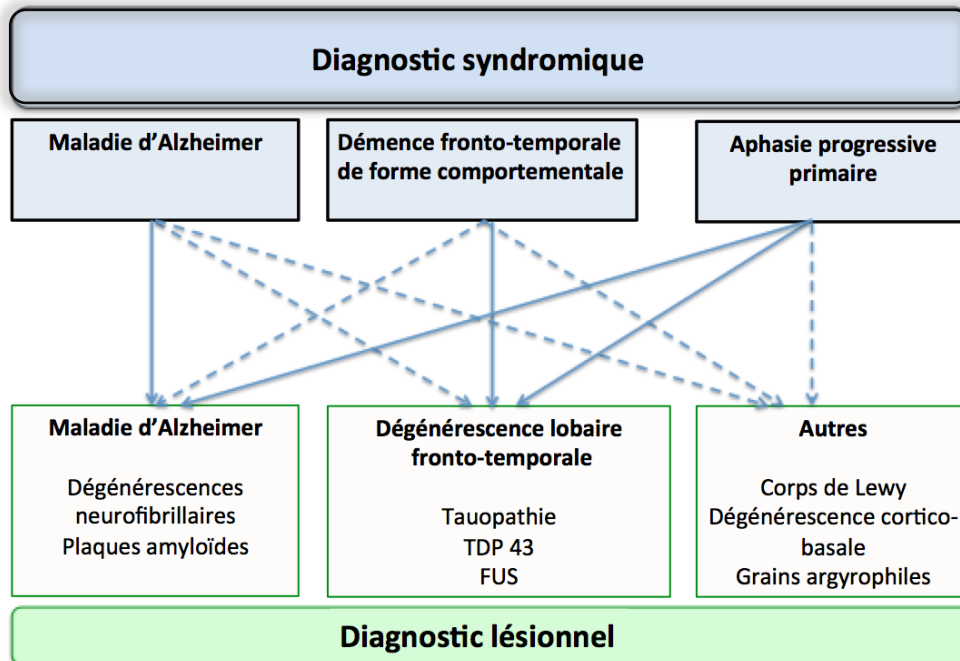 Diagnostic syndromique
Maladie d'Alzheimer
Démence fronto-temporale
de forme comportementale
Aphasie progressive
primaire
Maladie d'Alzheimer
Dégénérescences
neurofibrillaires
Plaques amyloïdes
Dégénérescence lobaire
fronto-temporale
Tauopathie
TDP 43
FUS
Autres
Corps de Lewy
Dégénérescence cortico-
basale
Grains argyrophiles
Diagnostic lésionnel